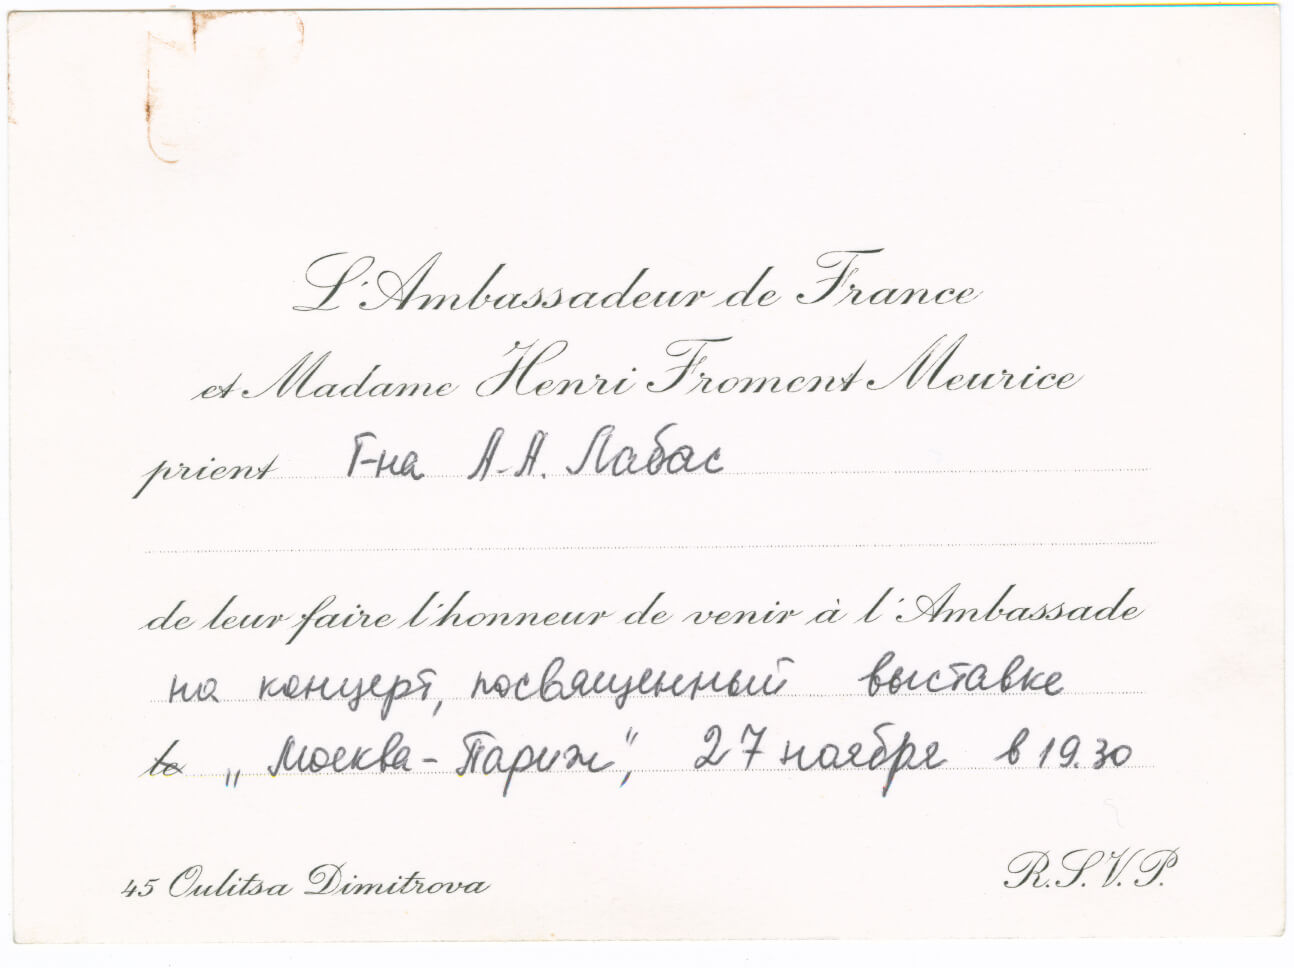 L'Ambassadeur de France
et Madame Henri Froment Meurice
prient Г-на А.А. Лабас
de leur faire l'honneur de venir à l'Ambassade
на концерт, посвященный выставке
le „Москва-Париж", 27 ноября в 19.30
45 Oulitsa Dimitrova
R.S.V.P.